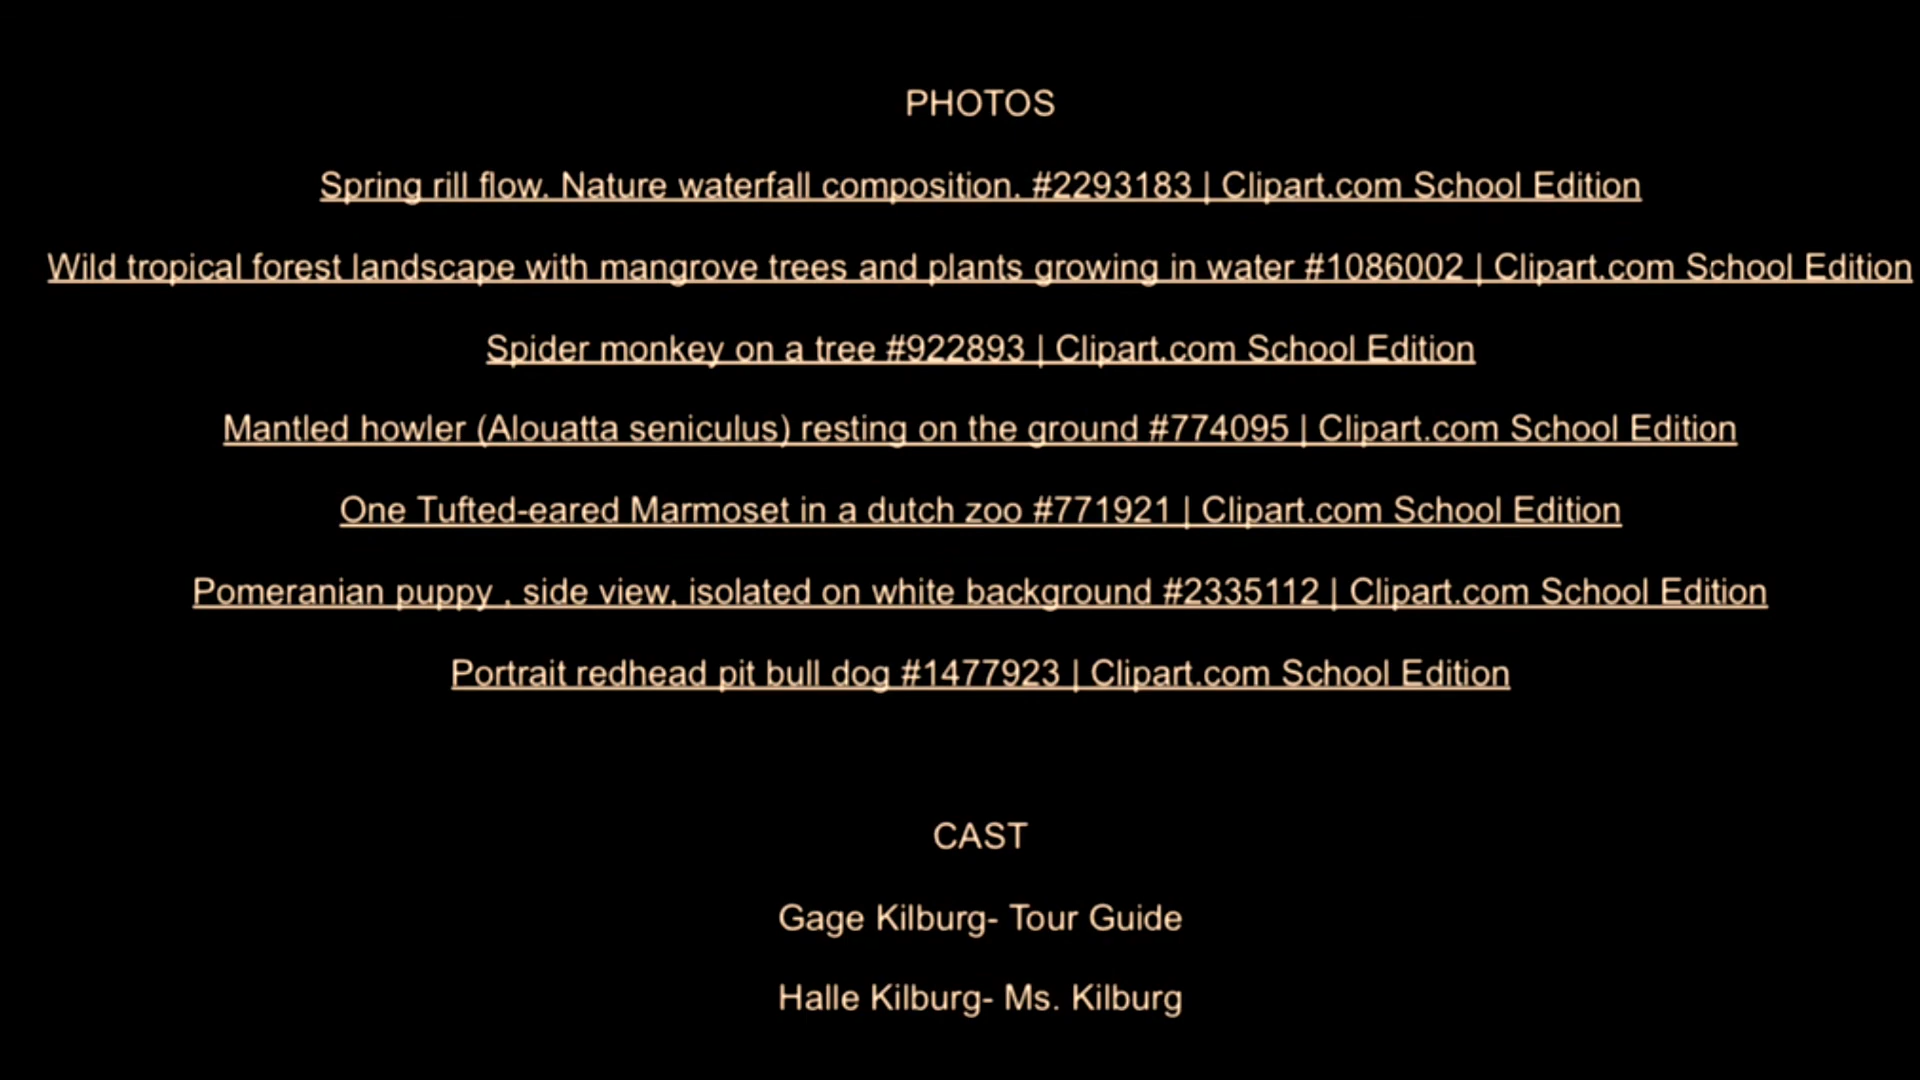 PHOTOS
Spring rill flow. Nature waterfall composition. #2293183 | Clipart.com School Edition
Wild tropical forest landscape with mangrove trees and plants growing in water #1086002 | Clipart.com School Edition
Spider monkey on a tree #922893 | Clipart.com School Edition
Mantled howler (Alouatta seniculus) resting on the ground #774095 | Clipart.com School Edition
One Tufted-eared Marmoset in a dutch zoo #771921 | Clipart.com School Edition
Pomeranian puppy , side view, isolated on white background #2335112 | Clipart.com School Edition
Portrait redhead pit bull dog #1477923 | Clipart.com School Edition
CAST
Gage Kilburg- Tour Guide
Halle Kilburg- Ms. Kilburg